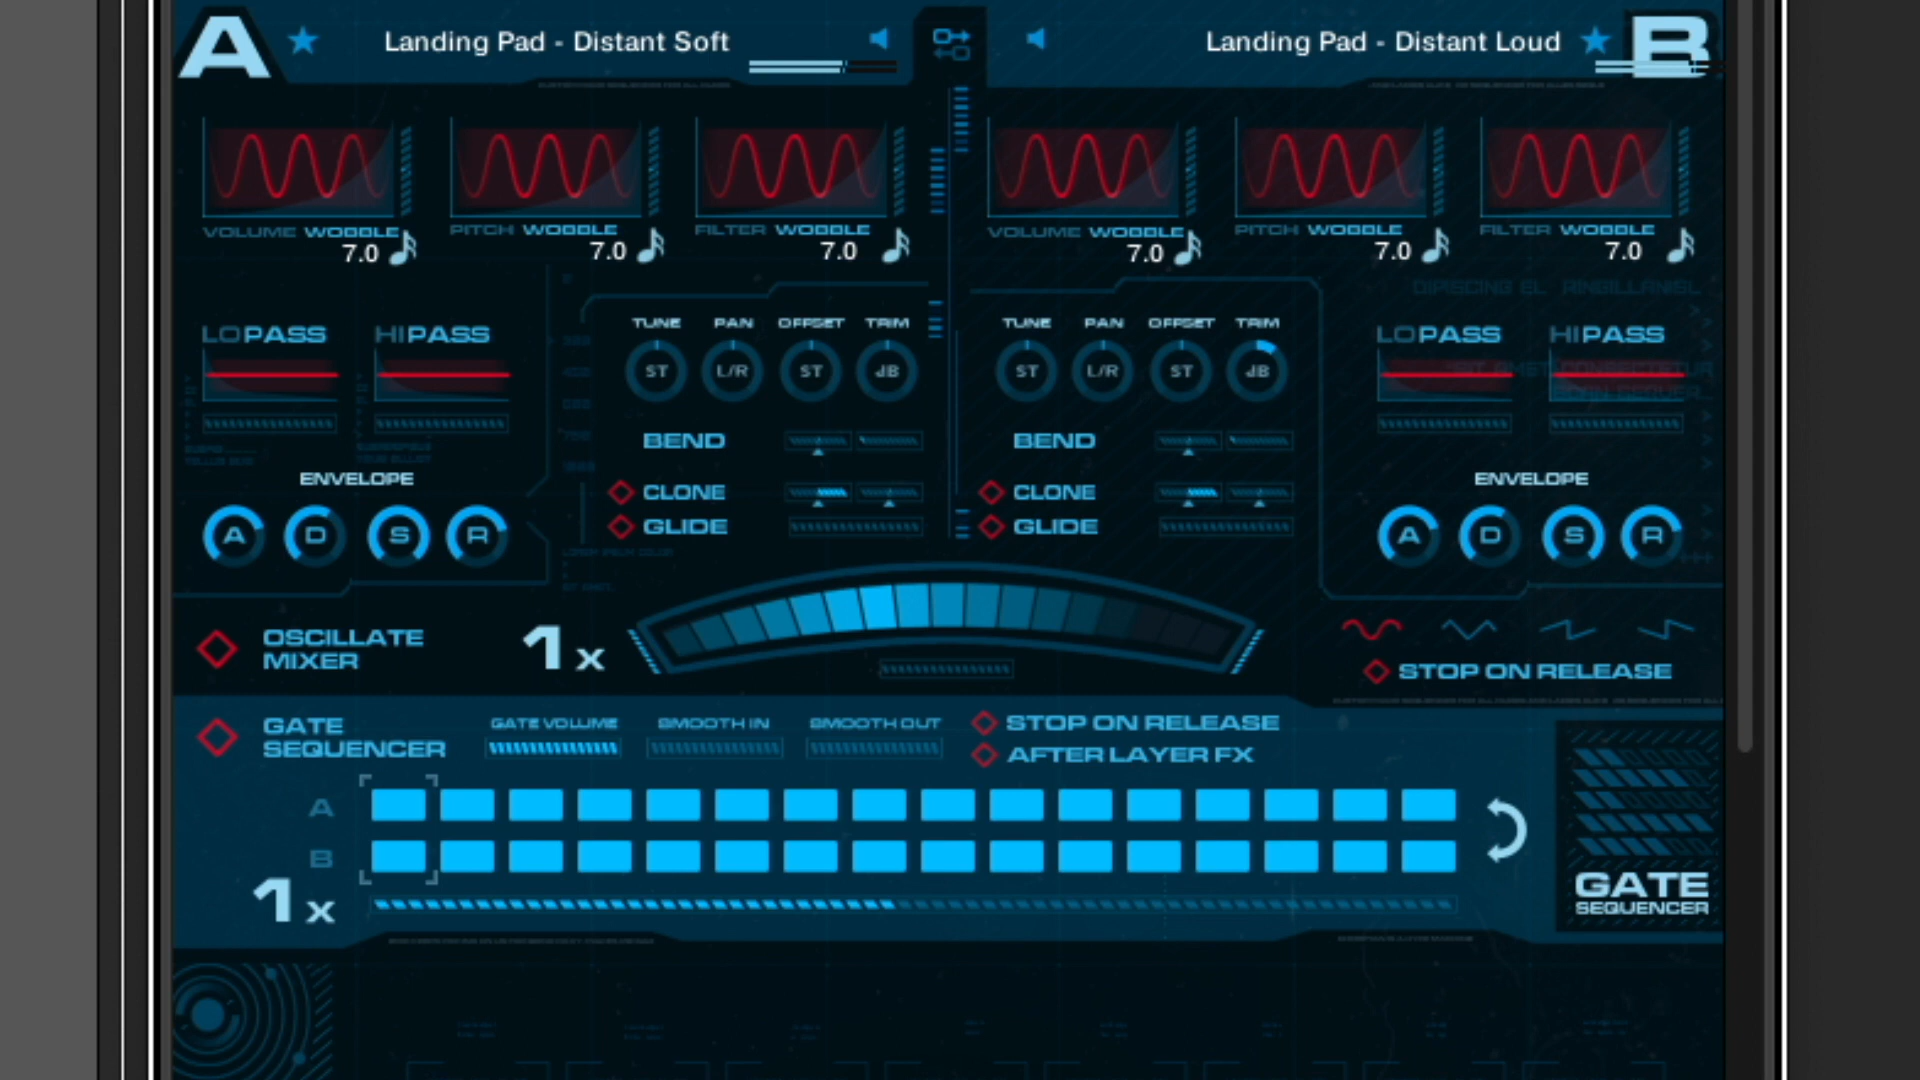 A Landing Pad - Distant Soft Landing Pad - Distant Loud B
VOLUME WOBBLE PITCH WOBBLE FILTER WOBBLE VOLUME WOBBLE PITCH WOBBLE FILTER WOBBLE
7.0 7.0 7.0 7.0 7.0 7.0
TUNE PAN OFFSET TRIM TUNE PAN OFFSET TRIM
LOPASS HIPASS LOPASS HIPASS
ST L/R ST dB ST L/R ST dB
BEND BEND
ENVELOPE ENVELOPE
CLONE CLONE
GLIDE GLIDE
A D S R A D S R
OSCILLATE
MIXER
1x
STOP ON RELEASE
GATE
SEQUENCER
GATE VOLUME SMOOTH IN SMOOTH OUT
STOP ON RELEASE
AFTER LAYER FX
A
B
1x
GATE
SEQUENCER